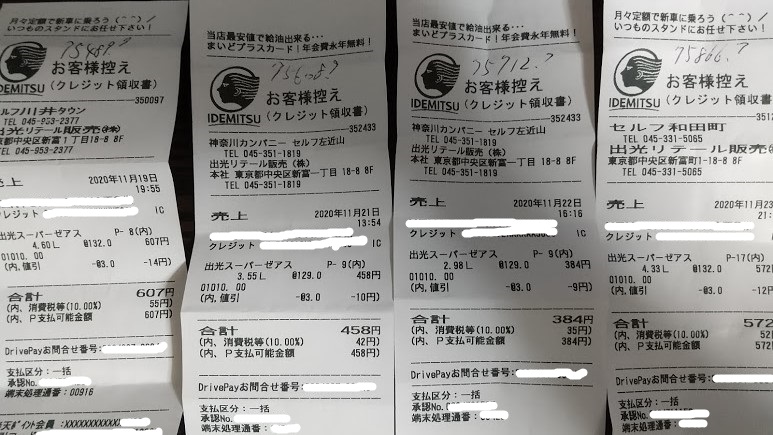 月々定額で新車に乗ろう(⌒⌒)／
いつものスタンドにお任せ下さい！
IDEMITSU
お客様控え
(クレジット領収書)
350097
セルフ川井タウン
TEL 045-953-2377
出光リテール販売(株)
東京都中央区新富1丁目18-8 8F
TEL 045-953-2377
売上 2020年11月19日
19:55
クレジット IC
出光スーパーゼアス P- 8(内)
4.60L @132.0 607円
01010. 00
(内,値引 -@3.0 -14円)
合計 607円
(内、消費税等(10.00%) 55円)
(内、P支払可能金額 607円)
DrivePayお問合せ番号:
支払区分：一括
承認No.
端末処理通番：00916
天ポイント会員 :XXXXXXXXXXXX
当店最安値で給油出来る･･･
まいどプラスカード！年会費永年無料！
IDEMITSU
お客様控え
(クレジット領収書)
352433
神奈川カンパニー セルフ左近山
TEL 045-351-1819
出光リテール販売 (株)
本社 東京都中央区新富一丁目 18-8 8F
TEL 045-351-1819
売上 2020年11月21日
13:54
クレジット IC
出光スーパーゼアス P- 9(内)
3.55L @129.0 458円
01010. 00
(内,値引 -@3.0 -10円)
合計 458円
(内、消費税等(10.00%) 42円)
(内、P支払可能金額 458円)
DrivePayお問合せ番号:
支払区分：一括
承認No.
端末処理通番：
当店最安値で給油出来る･･･
まいどプラスカード！年会費永年無料！
75712.7
IDEMITSU
お客様控え
(クレジット領収書)
352433
神奈川カンパニー セルフ左近山
TEL 045-351-1819
出光リテール販売 (株)
本社 東京都中央区新富一丁目 18-8 8F
TEL 045-351-1819
売上 2020年11月22日
16:16
クレジット IC
出光スーパーゼアス P- 9(内)
2.98L @129.0 384円
01010. 00
(内,値引 -@3.0 -9円)
合計 384円
(内、消費税等(10.00%) 35円)
(内、P支払可能金額 384円)
DrivePayお問合せ番号:
支払区分：一括
承認No.
端末処理通番：
月々定額で新車に乗ろう(⌒⌒)／
いつものスタンドにお任せ下さい！
75866.7
IDEMITSU
お客様控え
(クレジット領収書)
セルフ和田町
TEL 045-331-5065
出光リテール販売(株)
東京都中央区新富町1-18-8
TEL 045-331-5065
売上 2020年11月23
クレジット
出光スーパーゼアス P-17(内)
4.33L @132.0 572
01010. 00
(内,値引 -@3.0 -12
合計 572
(内、消費税等(10.00%) 52
(内、P支払可能金額 572
DrivePayお問合せ番号:
支払区分：一括
承認No.
端末処理通番：